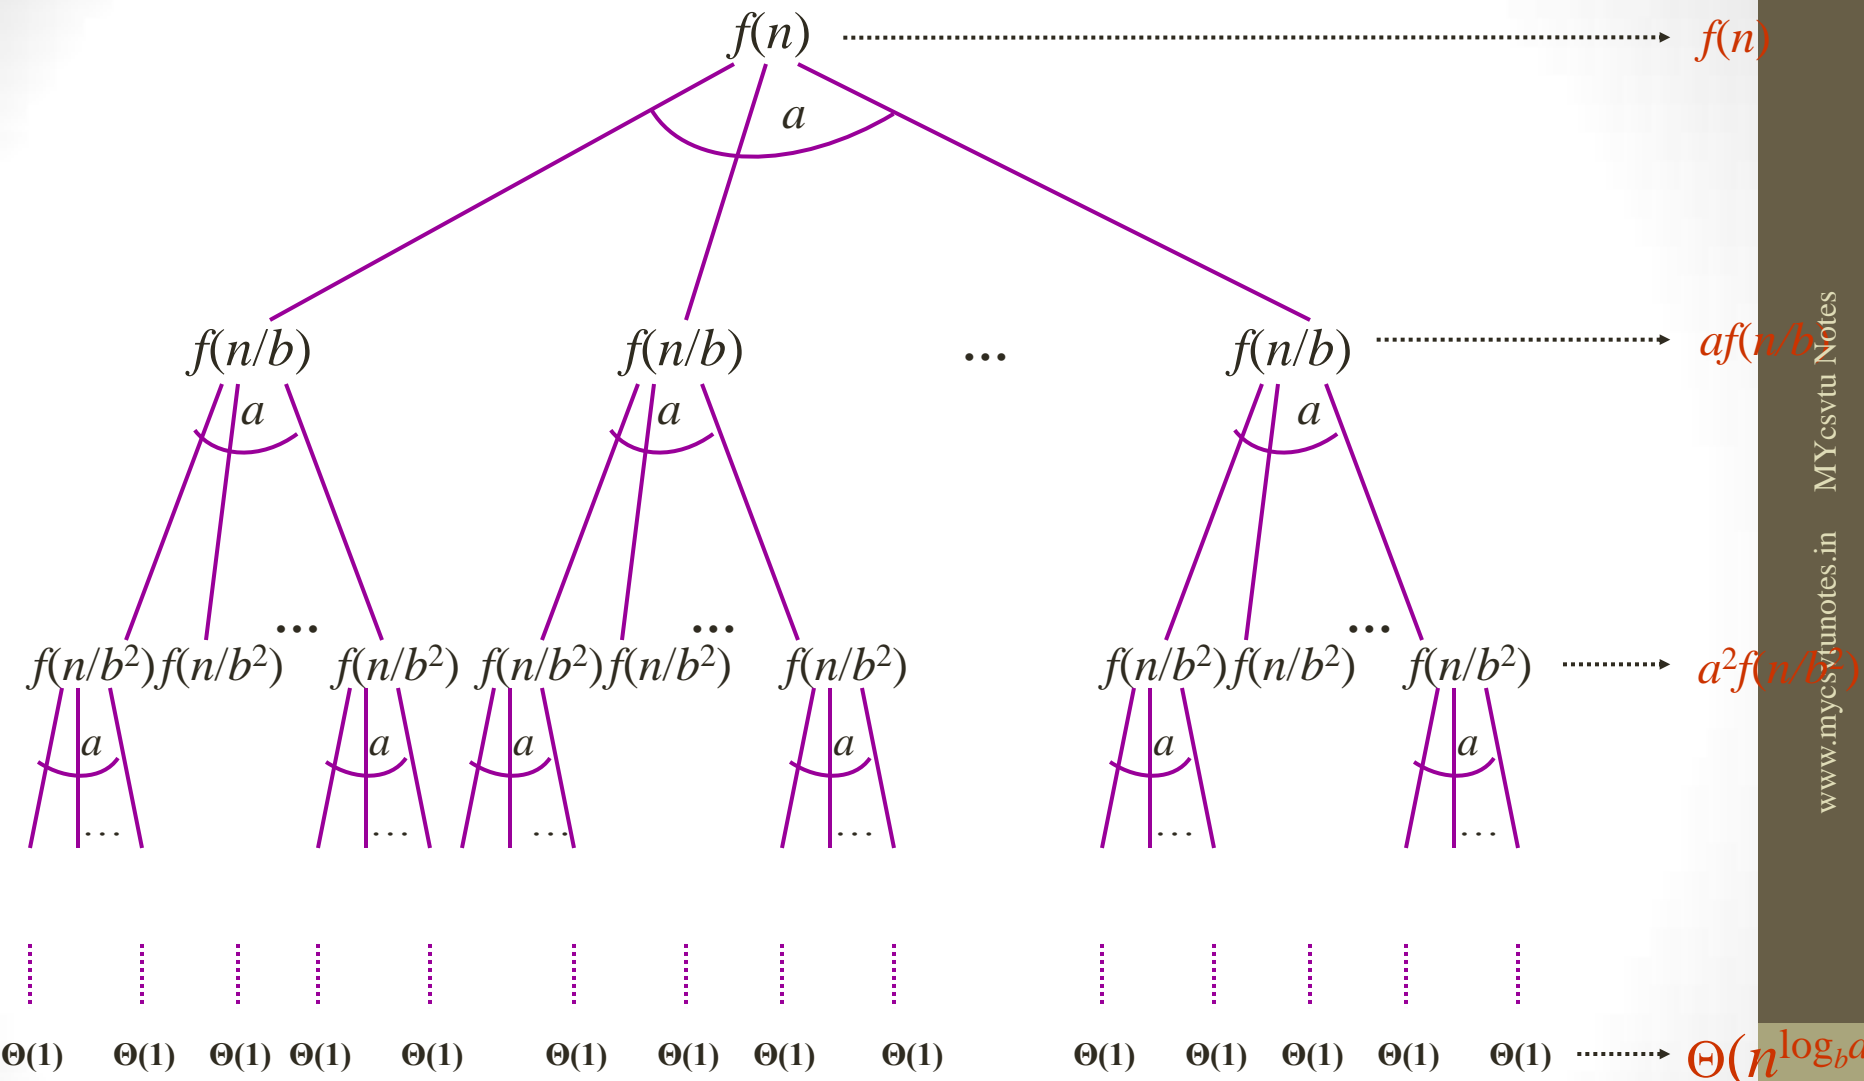 f(n) f(n)
a
f(n/b) f(n/b) ... f(n/b) af(n/b)
a a a
... ... ...
f(n/b²) f(n/b²) f(n/b²) f(n/b²) f(n/b²) f(n/b²) f(n/b²) f(n/b²) f(n/b²) a²f(n/b²)
a a a a a a
... ... ... ... ... ...
Θ(1) Θ(1) Θ(1) Θ(1) Θ(1) Θ(1) Θ(1) Θ(1) Θ(1) Θ(1) Θ(1) Θ(1) Θ(1) Θ(1) Θ(n^log_b a
www.mycsvtunotes.in MYcsvtu Notes